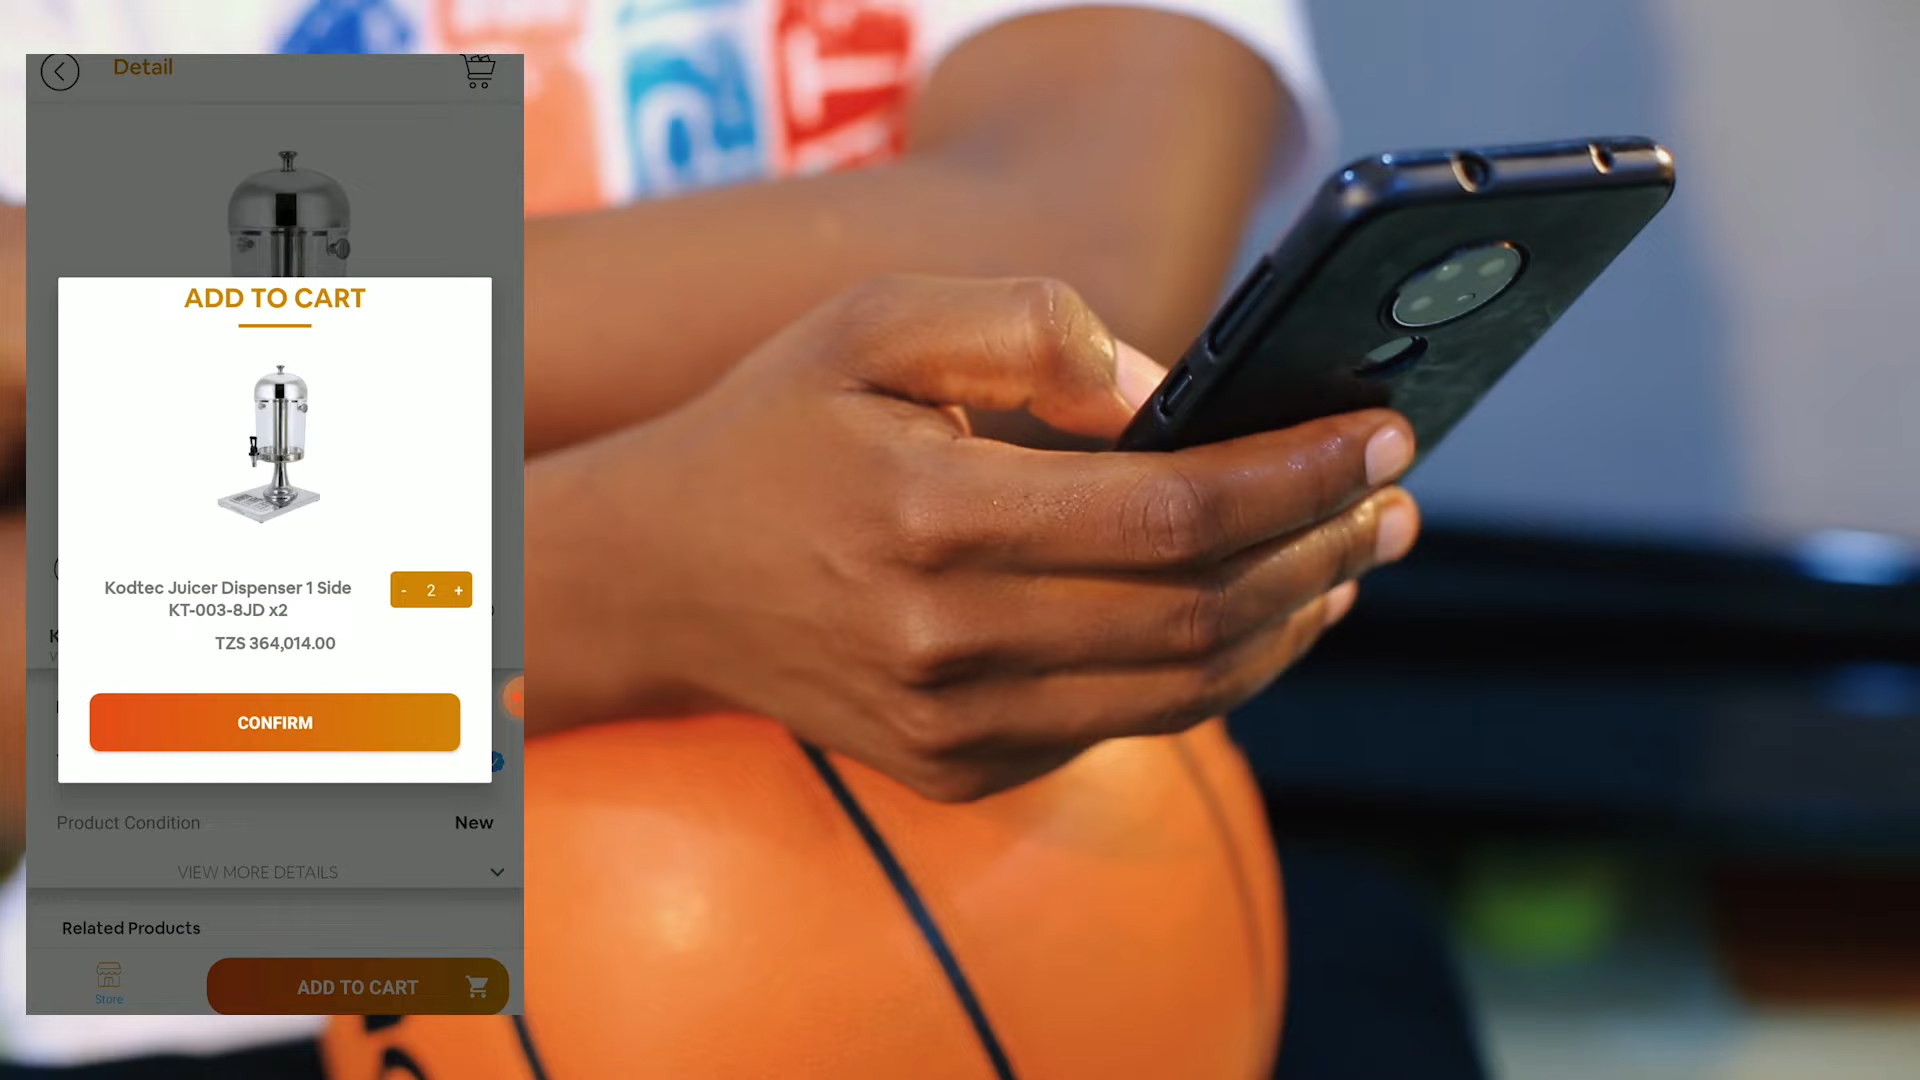 Detail
ADD TO CART
Kodtec Juicer Dispenser 1 Side
KT-003-8JD x2
- 2 +
TZS 364,014.00
CONFIRM
Product Condition
New
VIEW MORE DETAILS
Related Products
Store
ADD TO CART